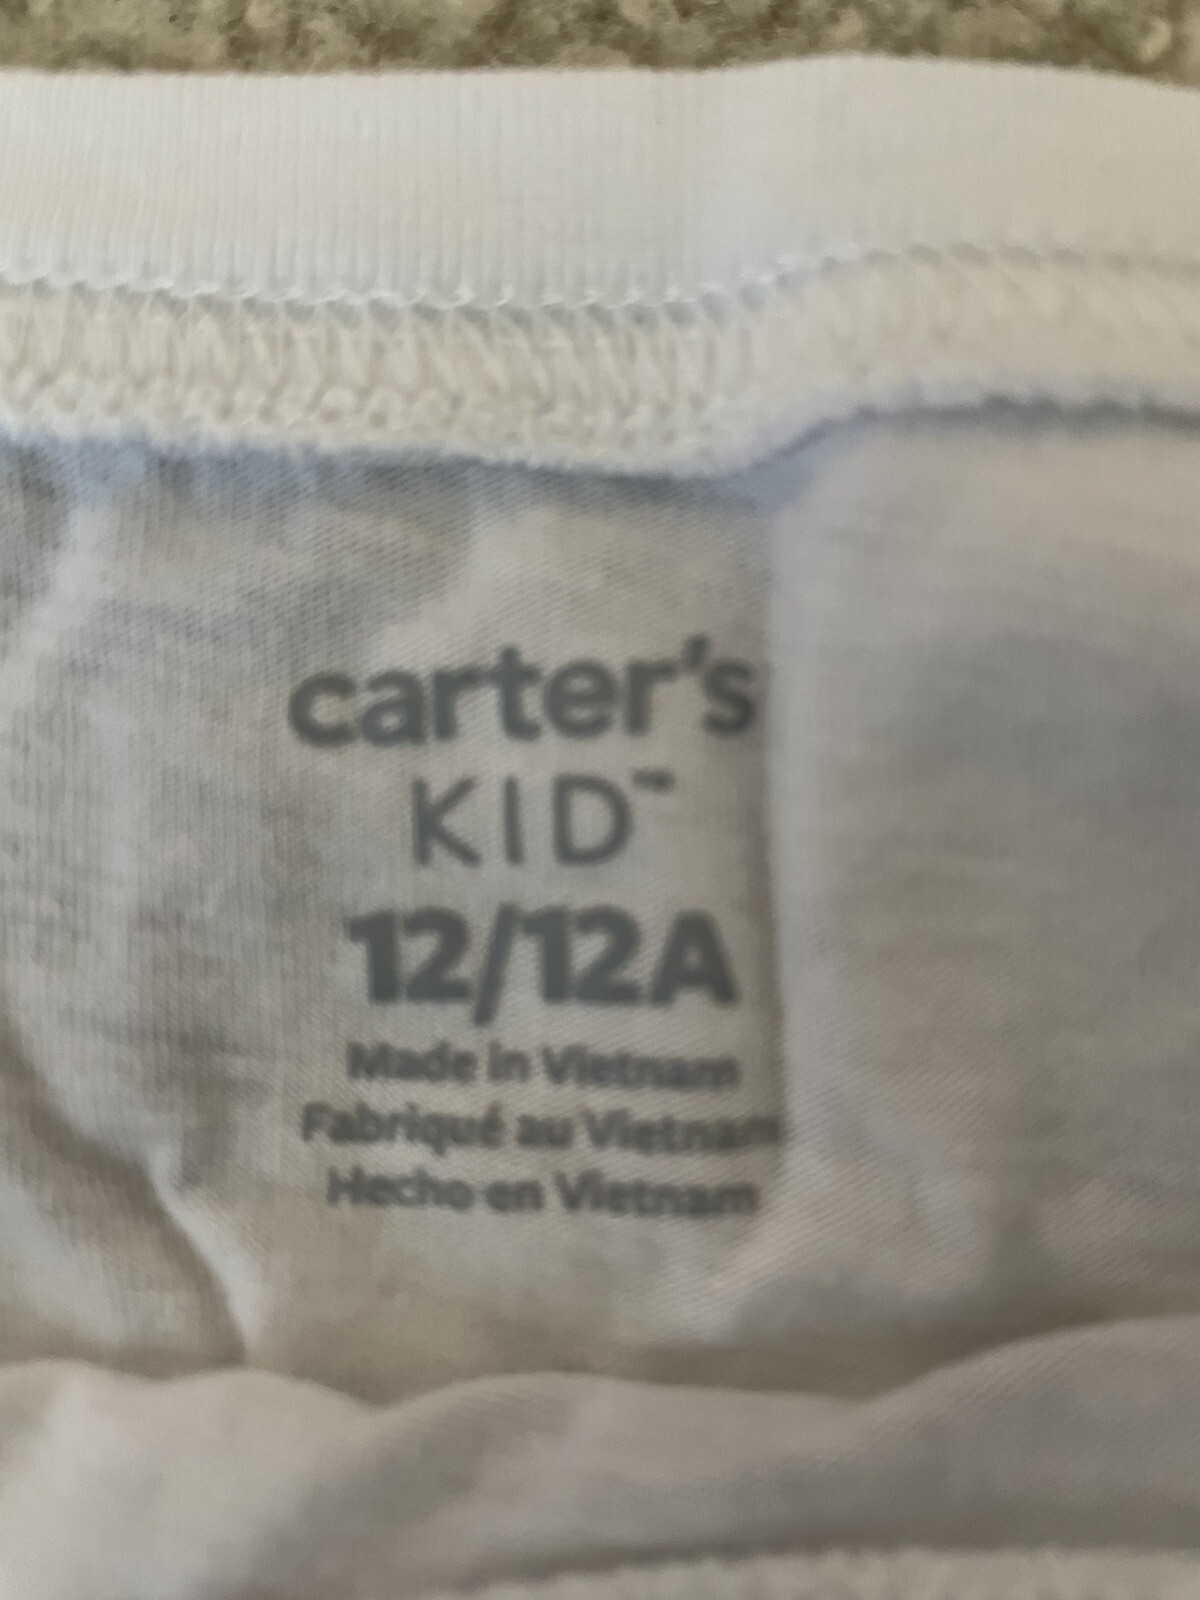 carter's
KID™
12/12A
Made in Vietnam
Fabriqué au Vietnam
Hecho en Vietnam